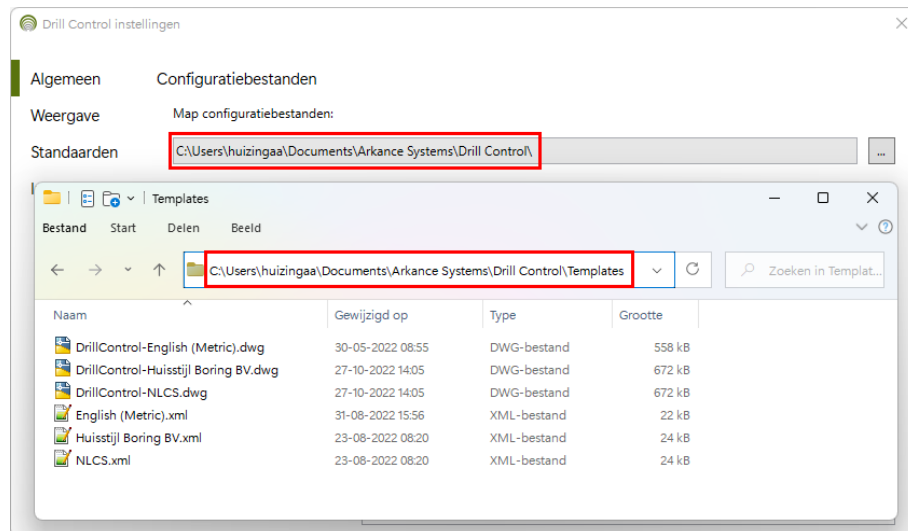 Drill Control instellingen
Algemeen
Configuratiebestanden
Weergave
Map configuratiebestanden:
Standaarden
C:\Users\huizingaa\Documents\Arkance Systems\Drill Control\
...
Templates
Bestand Start Delen Beeld
C:\Users\huizingaa\Documents\Arkance Systems\Drill Control\Templates
Zoeken in Templat...
Naam Gewijzigd op Type Grootte
DrillControl-English (Metric).dwg 30-05-2022 08:55 DWG-bestand 558 kB
DrillControl-Huisstijl Boring BV.dwg 27-10-2022 14:05 DWG-bestand 672 kB
DrillControl-NLCS.dwg 27-10-2022 14:05 DWG-bestand 672 kB
English (Metric).xml 31-08-2022 15:56 XML-bestand 22 kB
Huisstijl Boring BV.xml 23-08-2022 08:20 XML-bestand 24 kB
NLCS.xml 23-08-2022 08:20 XML-bestand 24 kB